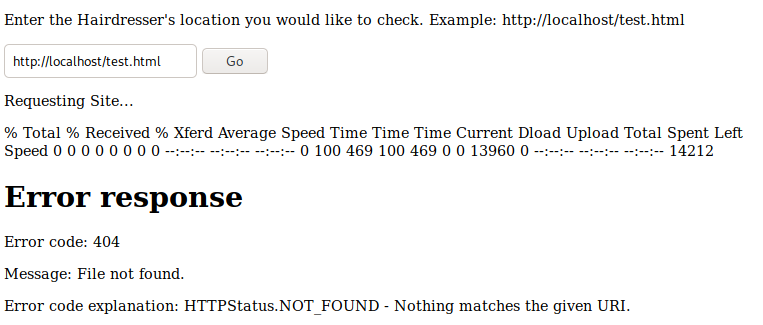 Enter the Hairdresser's location you would like to check. Example: http://localhost/test.html
http://localhost/test.html Go
Requesting Site...
% Total % Received % Xferd Average Speed Time Time Time Current Dload Upload Total Spent Left
Speed 0 0 0 0 0 0 0 0 --:--:-- --:--:-- --:--:-- 0 100 469 100 469 0 0 13960 0 --:--:-- --:--:-- --:--:-- 14212
Error response
Error code: 404
Message: File not found.
Error code explanation: HTTPStatus.NOT_FOUND - Nothing matches the given URI.